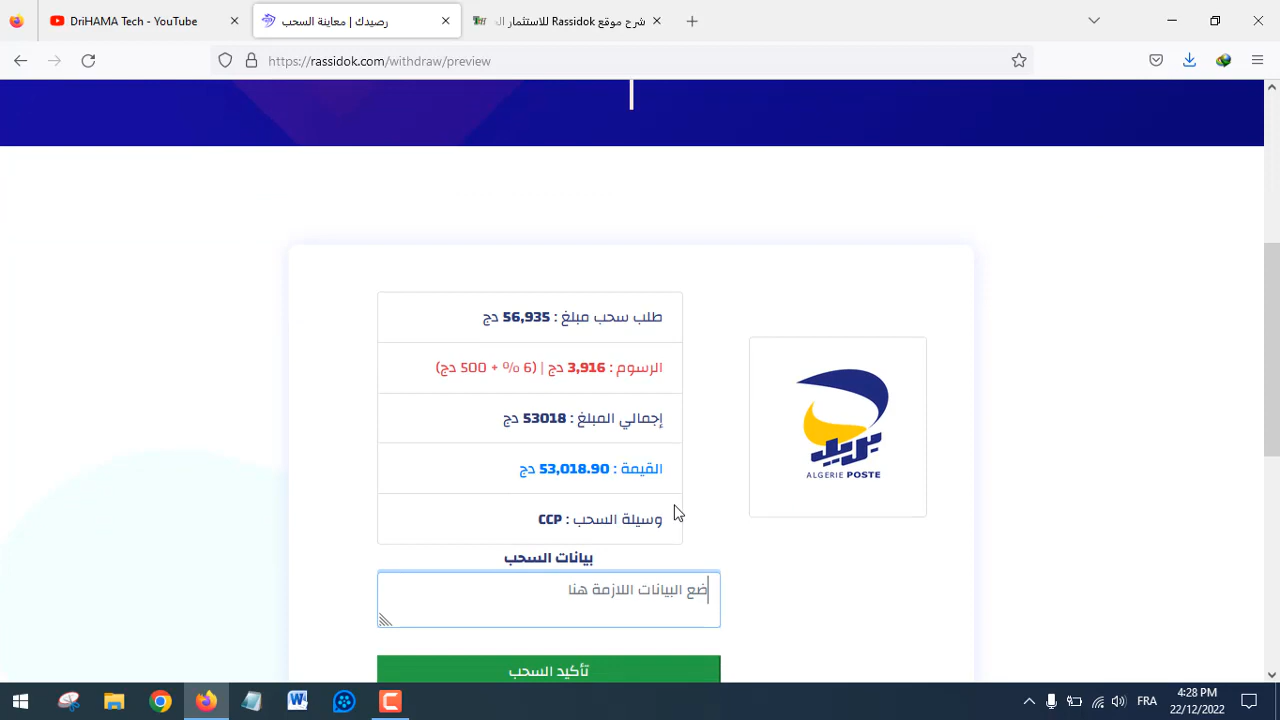 DriHAMA Tech - YouTube
رصيدك | معاينة السحب
شرح موقع Rassidok للاستثمار ال
https://rassidok.com/withdraw/preview
طلب سحب مبلغ : 56,935 دج
الرسوم : 3,916 دج | (6 % + 500 دج)
إجمالي المبلغ : 53018 دج
القيمة : 53,018.90 دج
وسيلة السحب : CCP
بريد
ALGERIE POSTE
بيانات السحب
ضع البيانات اللازمة هنا
تأكيد السحب
FRA
4:28 PM
22/12/2022